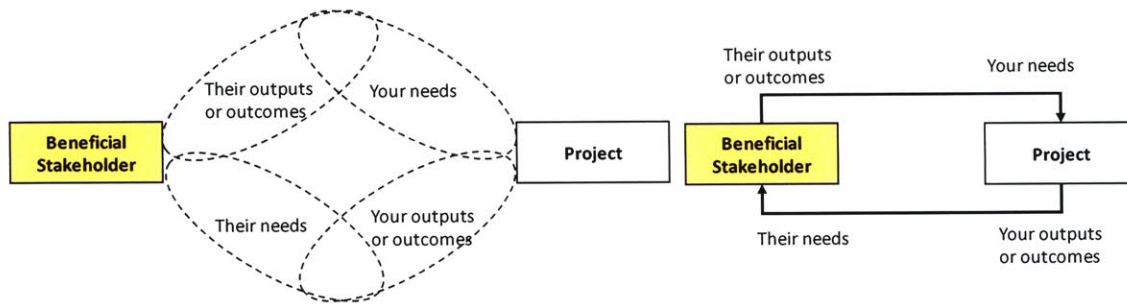 Their outputs
or outcomes
Your needs
Beneficial
Stakeholder
Project
Their needs
Your outputs
or outcomes
Their outputs
or outcomes
Your needs
Beneficial
Stakeholder
Project
Their needs
Your outputs
or outcomes